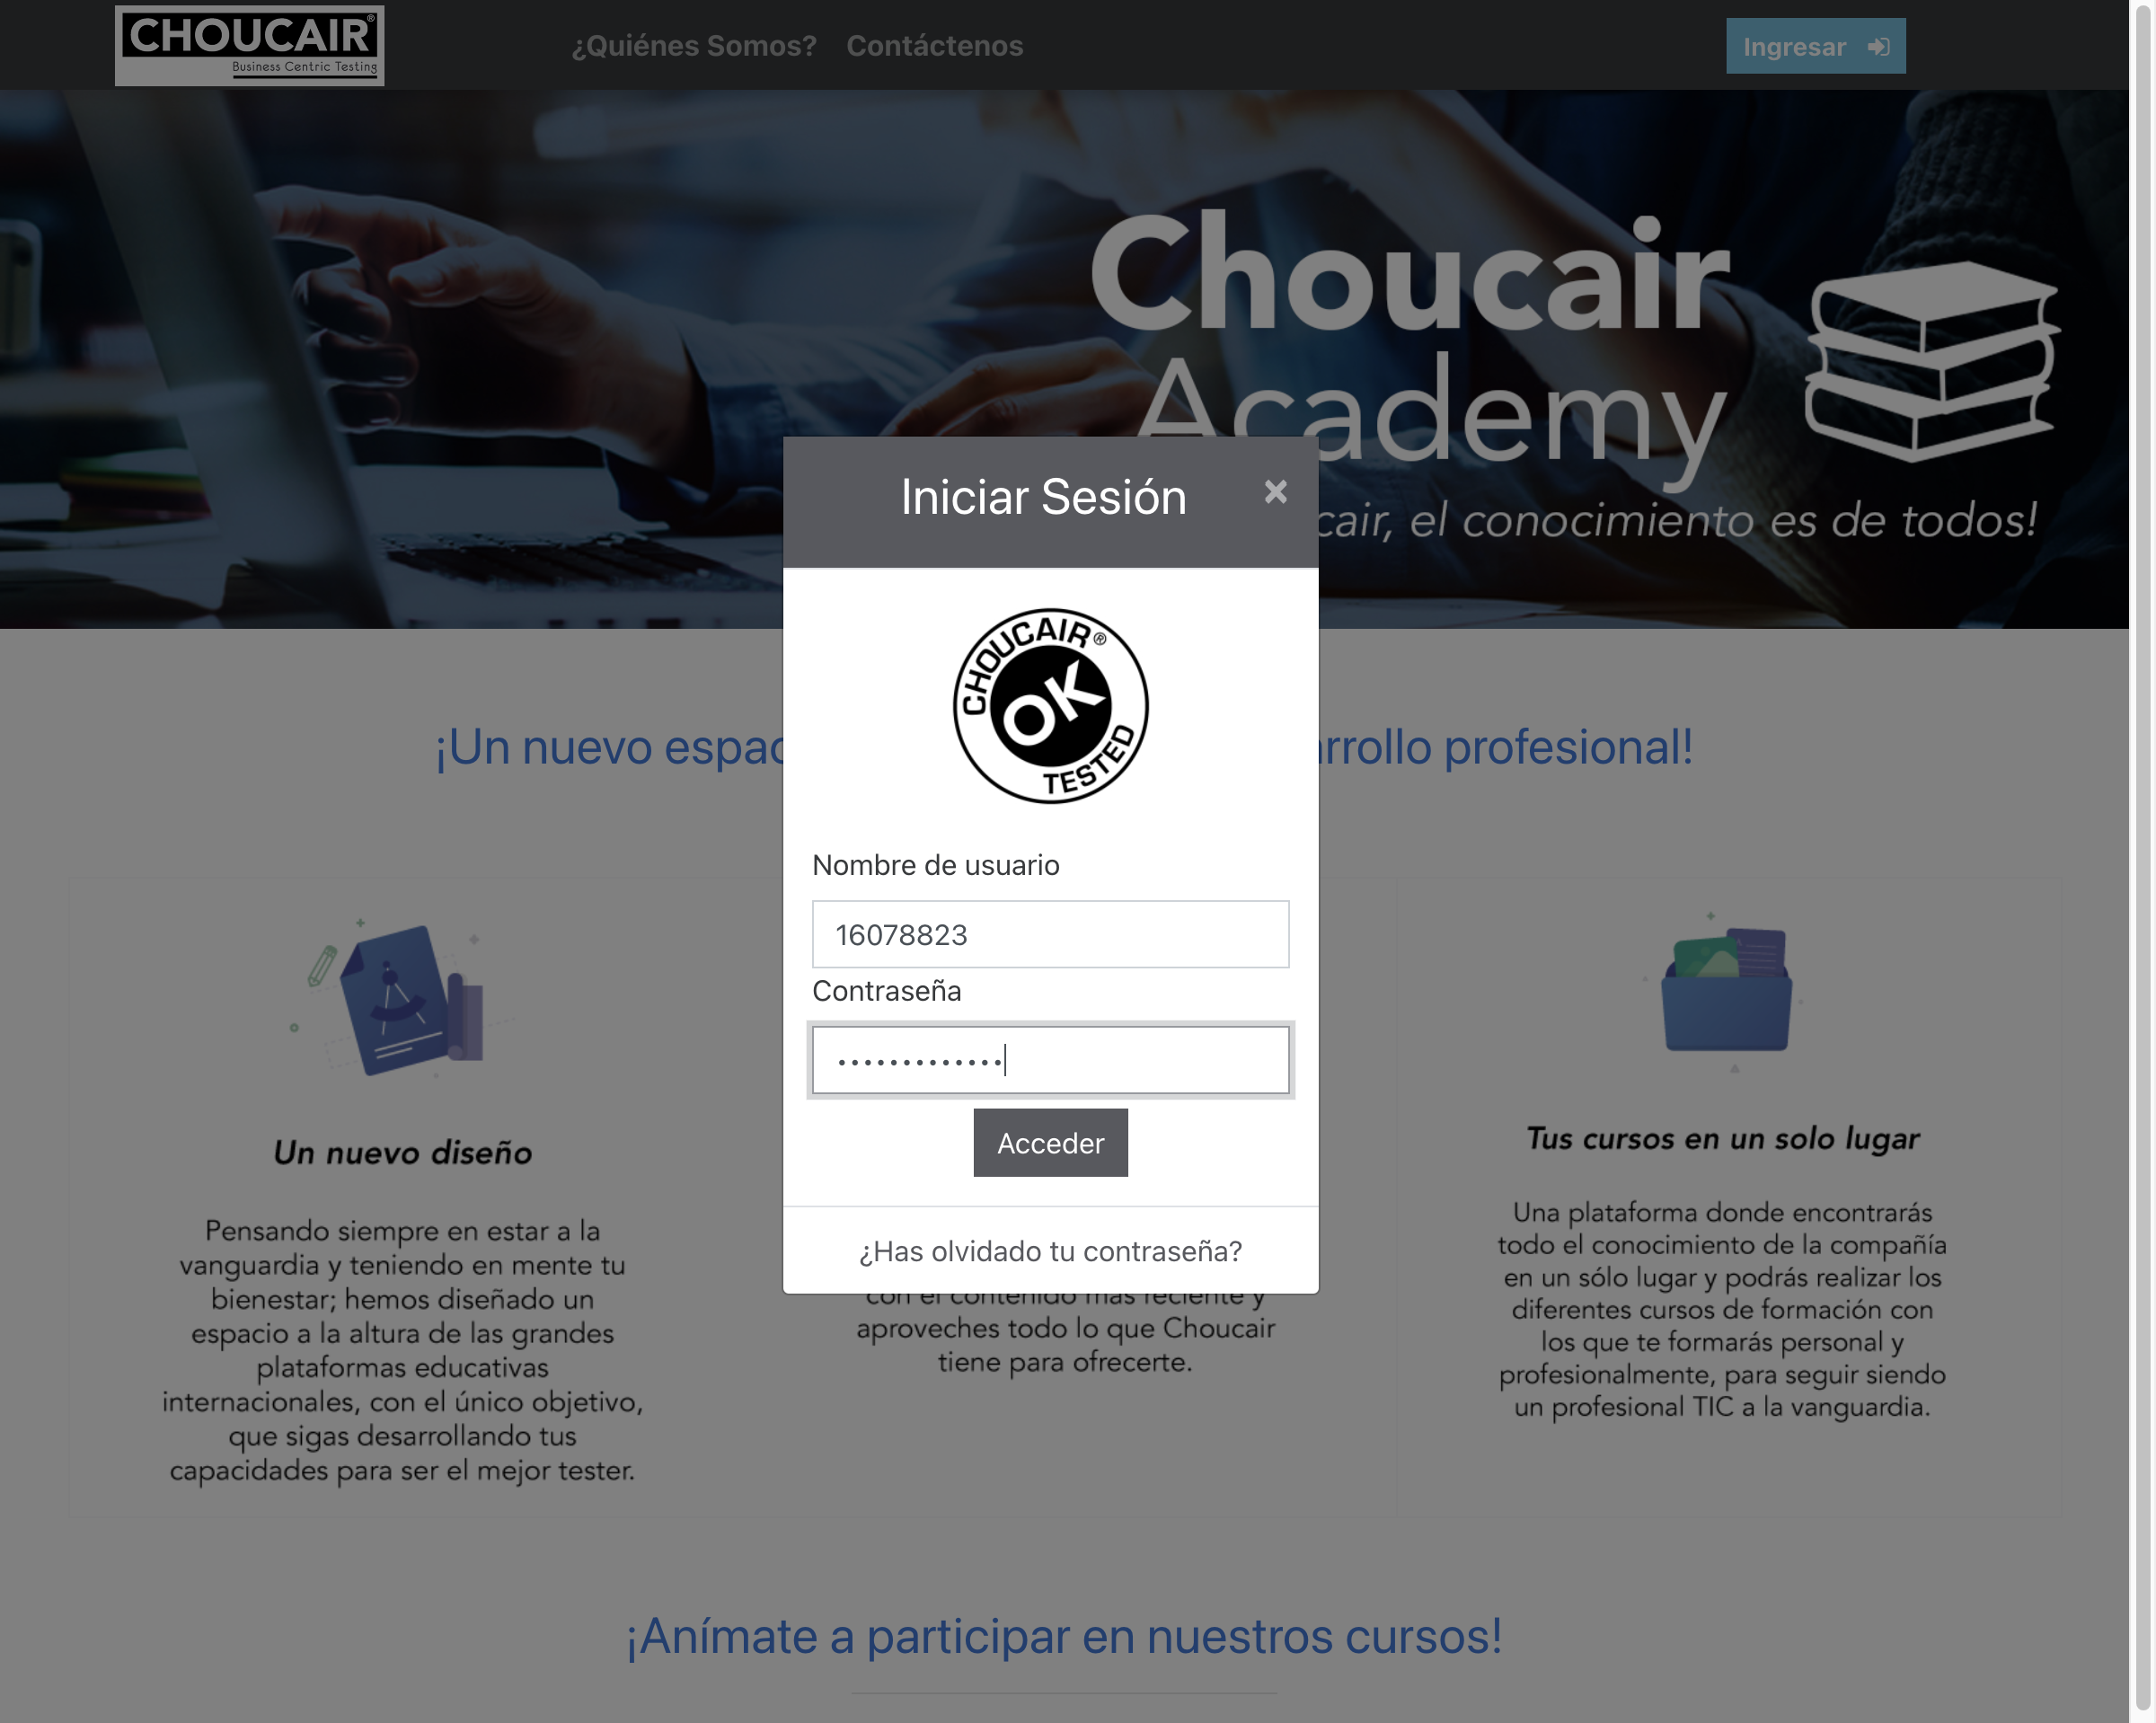 CHOUCAIR®
Business Centric Testing
¿Quiénes Somos?
Contáctenos
Ingresar
Choucair
Academy
cair, el conocimiento es de todos!
Iniciar Sesión
×
CHOUCAIR®
OK
TESTED
Nombre de usuario
16078823
Contraseña
•••••••••••••
Acceder
¿Has olvidado tu contraseña?
¡Un nuevo espac
rrollo profesional!
Un nuevo diseño
Pensando siempre en estar a la
vanguardia y teniendo en mente tu
bienestar; hemos diseñado un
espacio a la altura de las grandes
plataformas educativas
internacionales, con el único objetivo,
que sigas desarrollando tus
capacidades para ser el mejor tester.
con el contenido más reciente y
aproveches todo lo que Choucair
tiene para ofrecerte.
Tus cursos en un solo lugar
Una plataforma donde encontrarás
todo el conocimiento de la compañía
en un sólo lugar y podrás realizar los
diferentes cursos de formación con
los que te formarás personal y
profesionalmente, para seguir siendo
un profesional TIC a la vanguardia.
¡Anímate a participar en nuestros cursos!